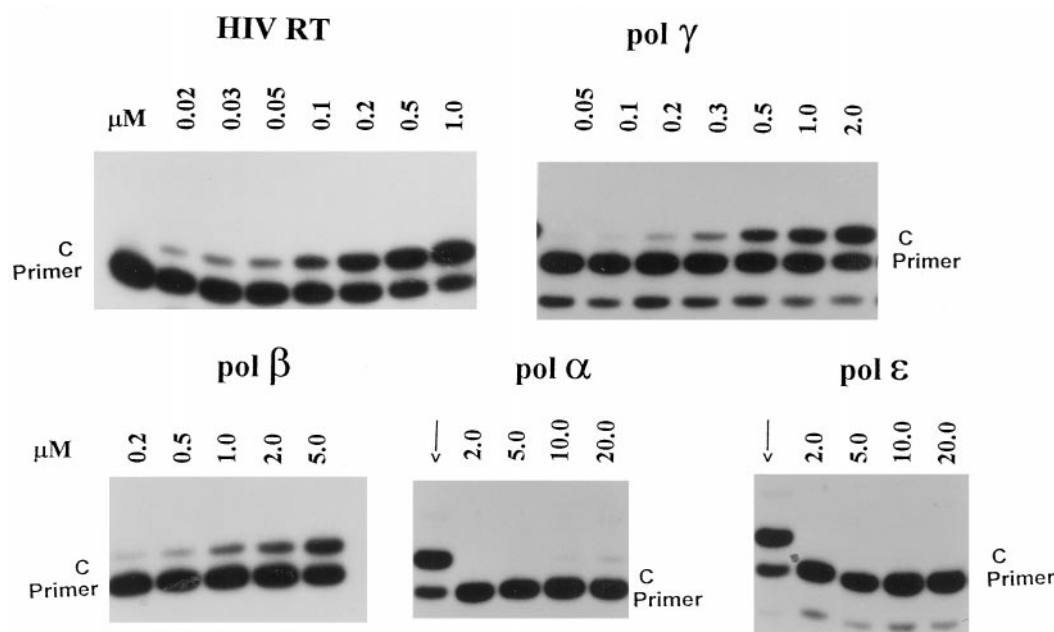 HIV RT
pol γ
μM 0.02 0.03 0.05 0.1 0.2 0.5 1.0
0.05 0.1 0.2 0.3 0.5 1.0 2.0
C
Primer
C
Primer
pol β
pol α
pol ε
μM 0.2 0.5 1.0 2.0 5.0
<— 2.0 5.0 10.0 20.0
<— 2.0 5.0 10.0 20.0
C
Primer
C
Primer
C
Primer